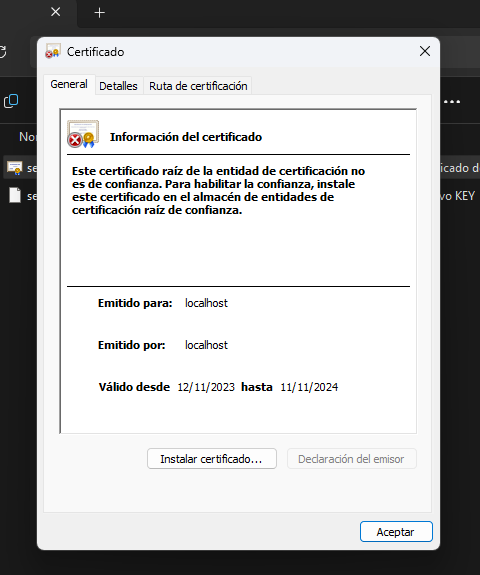 Certificado
General Detalles Ruta de certificación
Información del certificado
Este certificado raíz de la entidad de certificación no
es de confianza. Para habilitar la confianza, instale
este certificado en el almacén de entidades de
certificación raíz de confianza.
Emitido para: localhost
Emitido por: localhost
Válido desde 12/11/2023 hasta 11/11/2024
Instalar certificado... Declaración del emisor
Aceptar
No
se
icado d
se
vo KEY